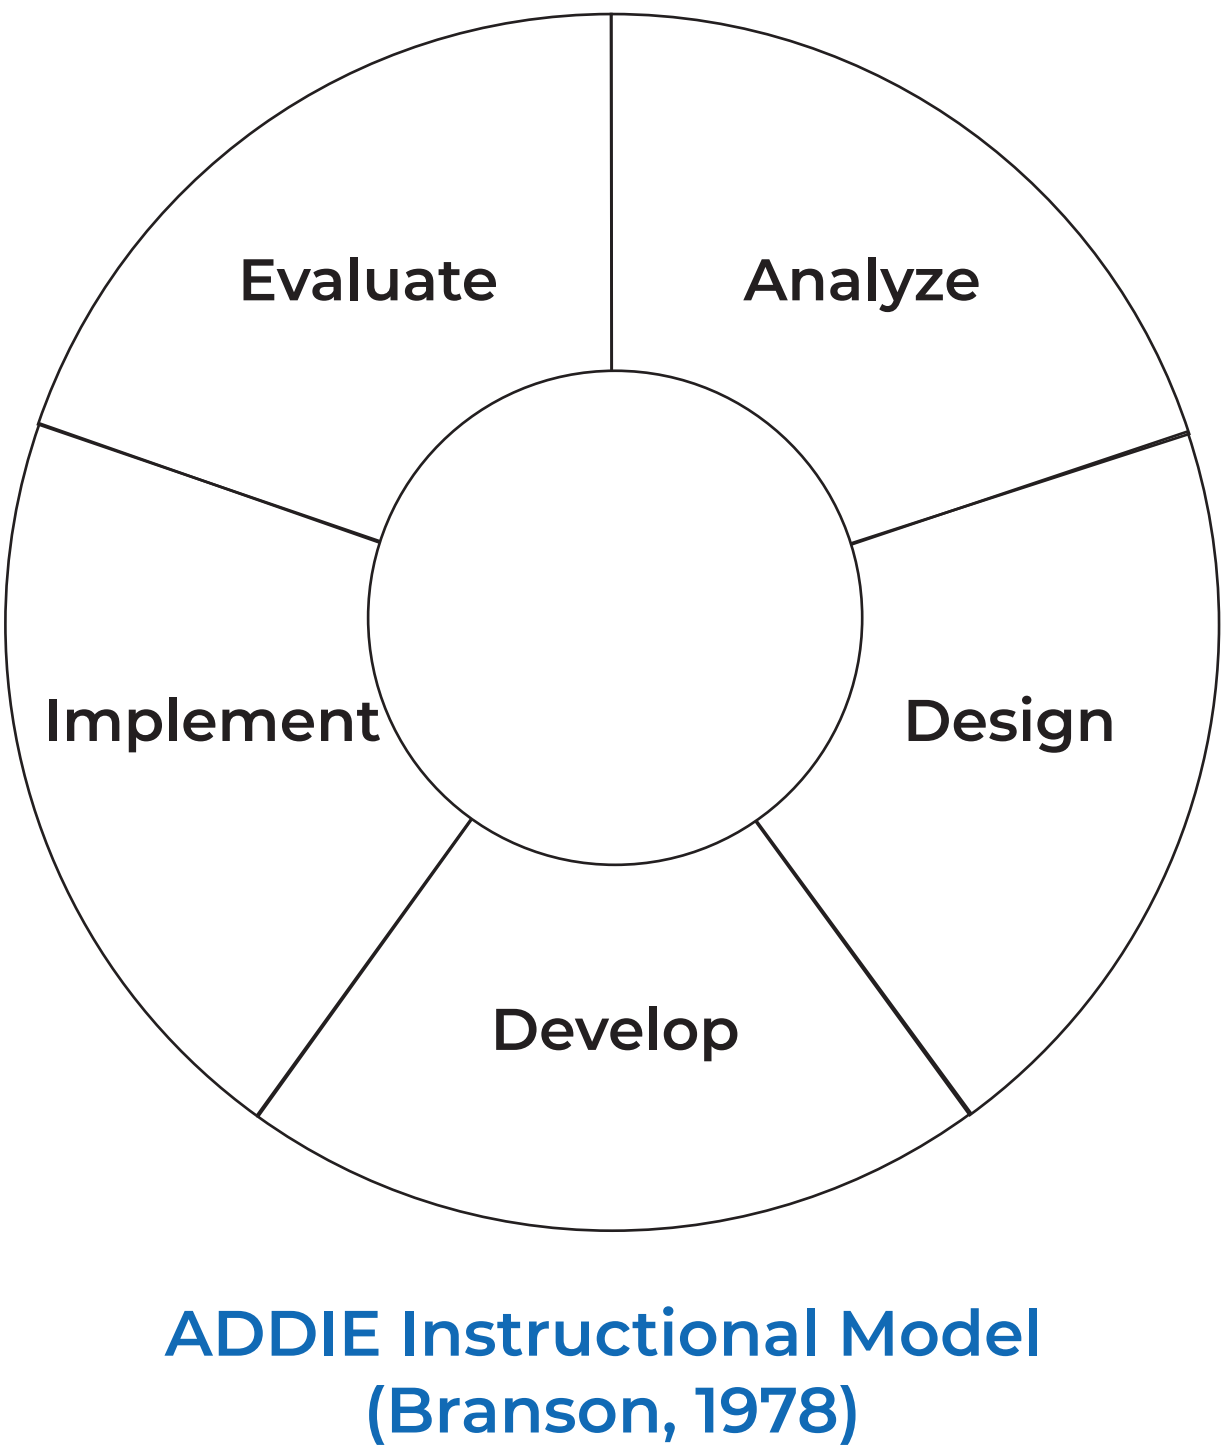 Evaluate
Analyze
Implement
Design
Develop
ADDIE Instructional Model
(Branson, 1978)